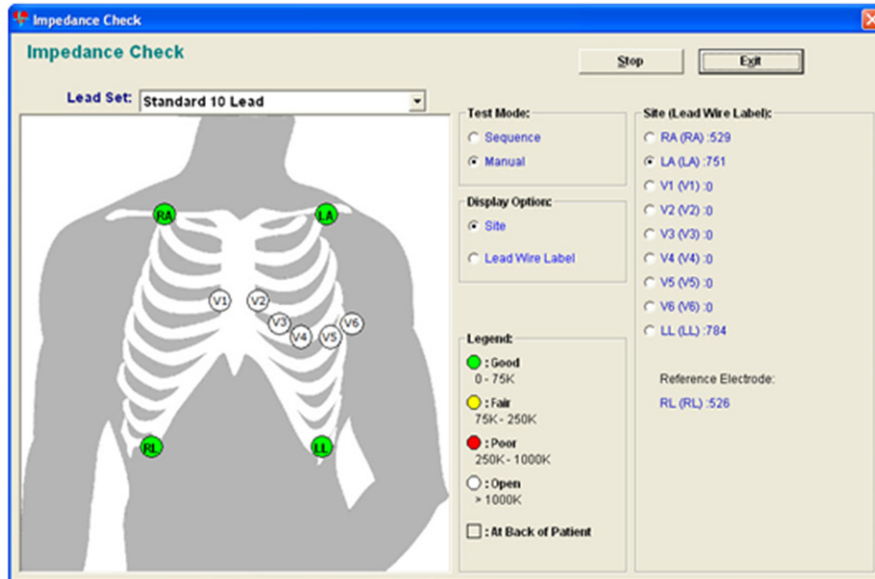 Impedance Check
Impedance Check
Stop
Exit
Lead Set: Standard 10 Lead
RA
LA
V1
V2
V3
V4
V5
V6
RL
LL
Test Mode:
Sequence
Manual
Display Option:
Site
Lead Wire Label
Legend:
: Good
0 - 75K
: Fair
75K - 250K
: Poor
250K - 1000K
: Open
> 1000K
: At Back of Patient
Site (Lead Wire Label):
RA (RA) :529
LA (LA) :751
V1 (V1) :0
V2 (V2) :0
V3 (V3) :0
V4 (V4) :0
V5 (V5) :0
V6 (V6) :0
LL (LL) :784
Reference Electrode:
RL (RL) :526